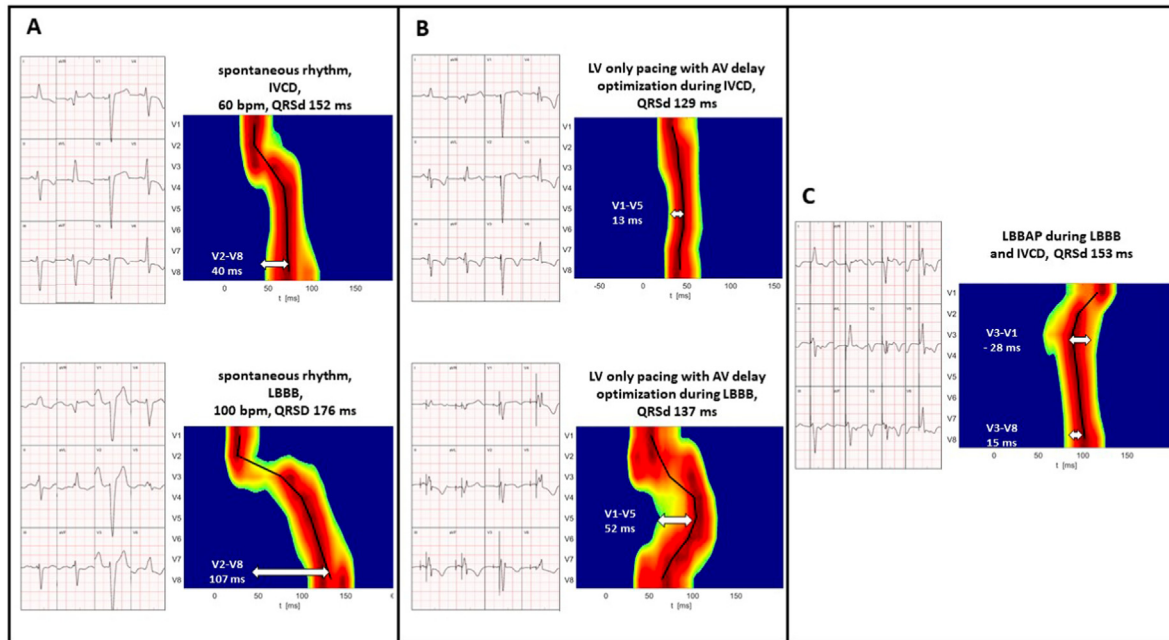 A
spontaneous rhythm,
IVCD,
60 bpm, QRSd 152 ms
V1
V2
V3
V4
V5
V6
V7
V8
V2-V8
40 ms
0 50 100 150
t [ms]
spontaneous rhythm,
LBBB,
100 bpm, QRSD 176 ms
V1
V2
V3
V4
V5
V6
V7
V8
V2-V8
107 ms
0 50 100 150
t [ms]
B
LV only pacing with AV delay
optimization during IVCD,
QRSd 129 ms
V1
V2
V3
V4
V5
V6
V7
V8
V1-V5
13 ms
-50 0 50 100 150
t [ms]
LV only pacing with AV delay
optimization during LBBB,
QRSd 137 ms
V1
V2
V3
V4
V5
V6
V7
V8
V1-V5
52 ms
0 50 100 150
t [ms]
C
LBBAP during LBBB
and IVCD, QRSd 153 ms
V1
V2
V3
V4
V5
V6
V7
V8
V3-V1
- 28 ms
V3-V8
15 ms
0 50 100 150
t [ms]